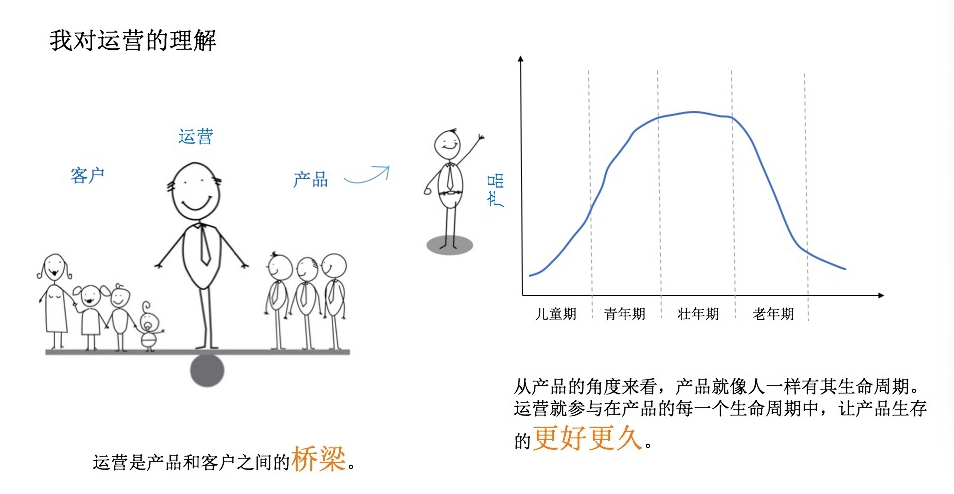 我对运营的理解
运营
客户
产品
运营是产品和客户之间的桥梁。
产品
儿童期
青年期
壮年期
老年期
从产品的角度来看，产品就像人一样有其生命周期。
运营就参与在产品的每一个生命周期中，让产品生存
的更好更久。